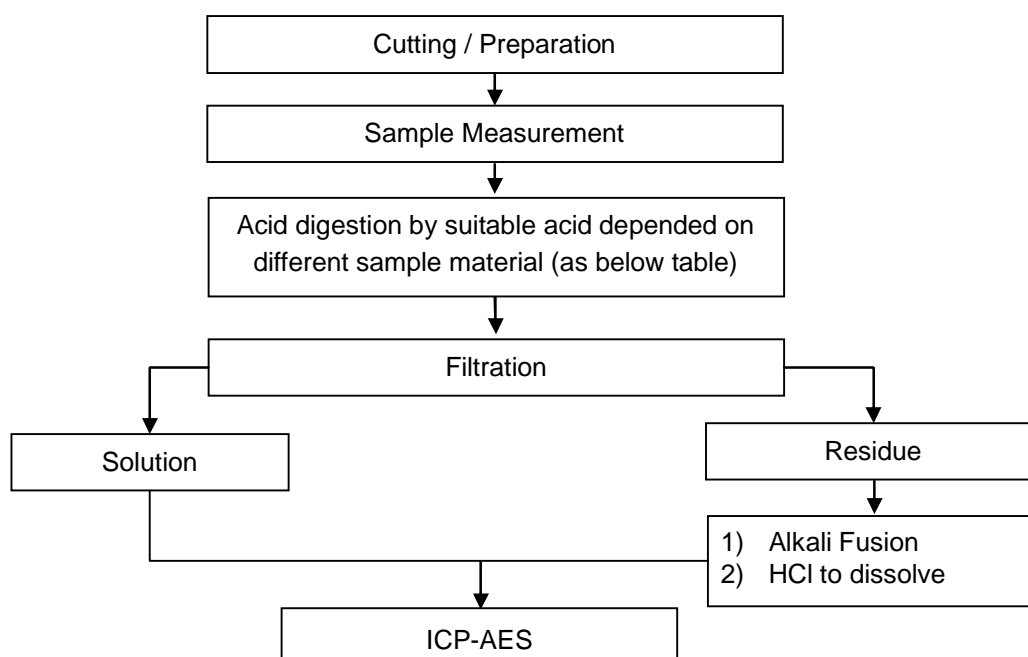 Cutting / Preparation
Sample Measurement
Acid digestion by suitable acid depended on
different sample material (as below table)
Filtration
Solution
Residue
1) Alkali Fusion
2) HCl to dissolve
ICP-AES